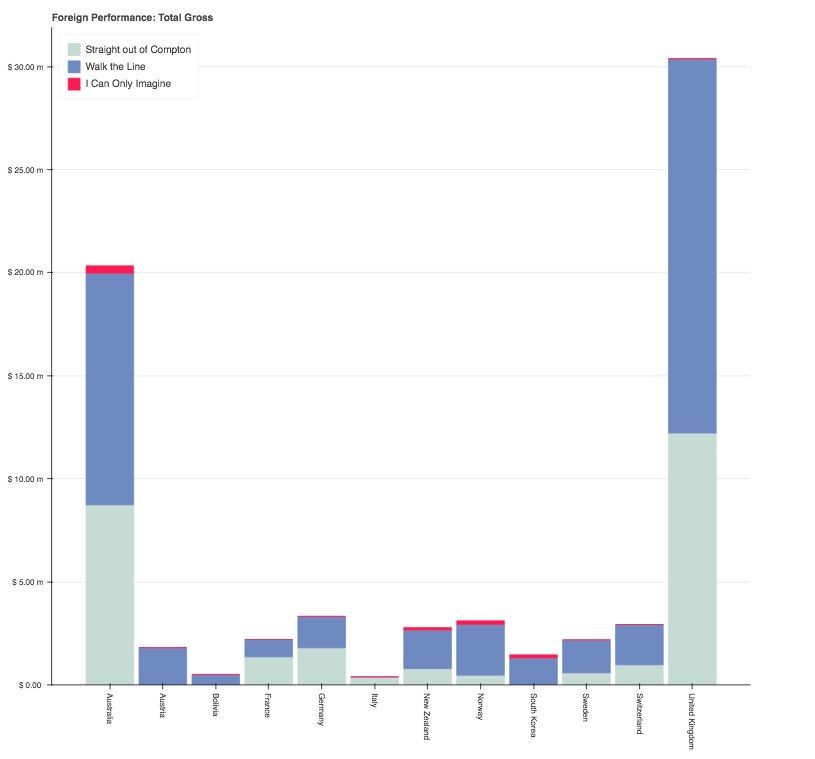 Foreign Performance: Total Gross
Straight out of Compton
Walk the Line
I Can Only Imagine
$ 30.00 m
$ 25.00 m
$ 20.00 m
$ 15.00 m
$ 10.00 m
$ 5.00 m
$ 0.00
Australia
Austria
Bolivia
France
Germany
Italy
New Zealand
Norway
South Korea
Sweden
Switzerland
United Kingdom